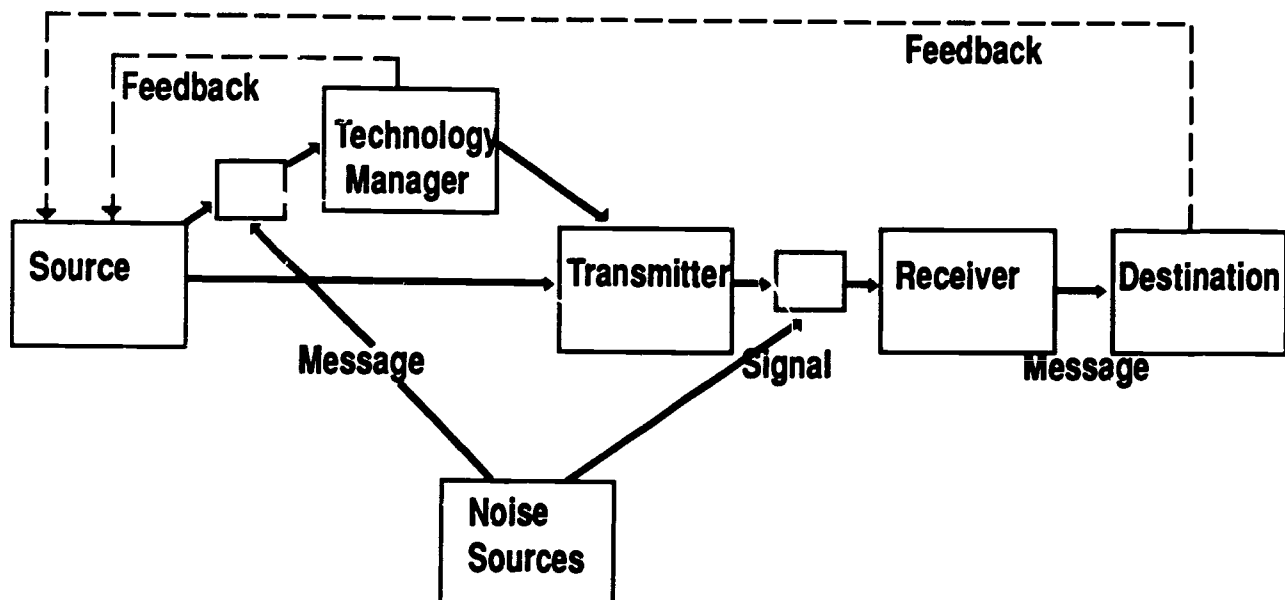 Feedback
Feedback
Technology
Manager
Source
Transmitter
Receiver
Destination
Message
Signal
Message
Noise
Sources